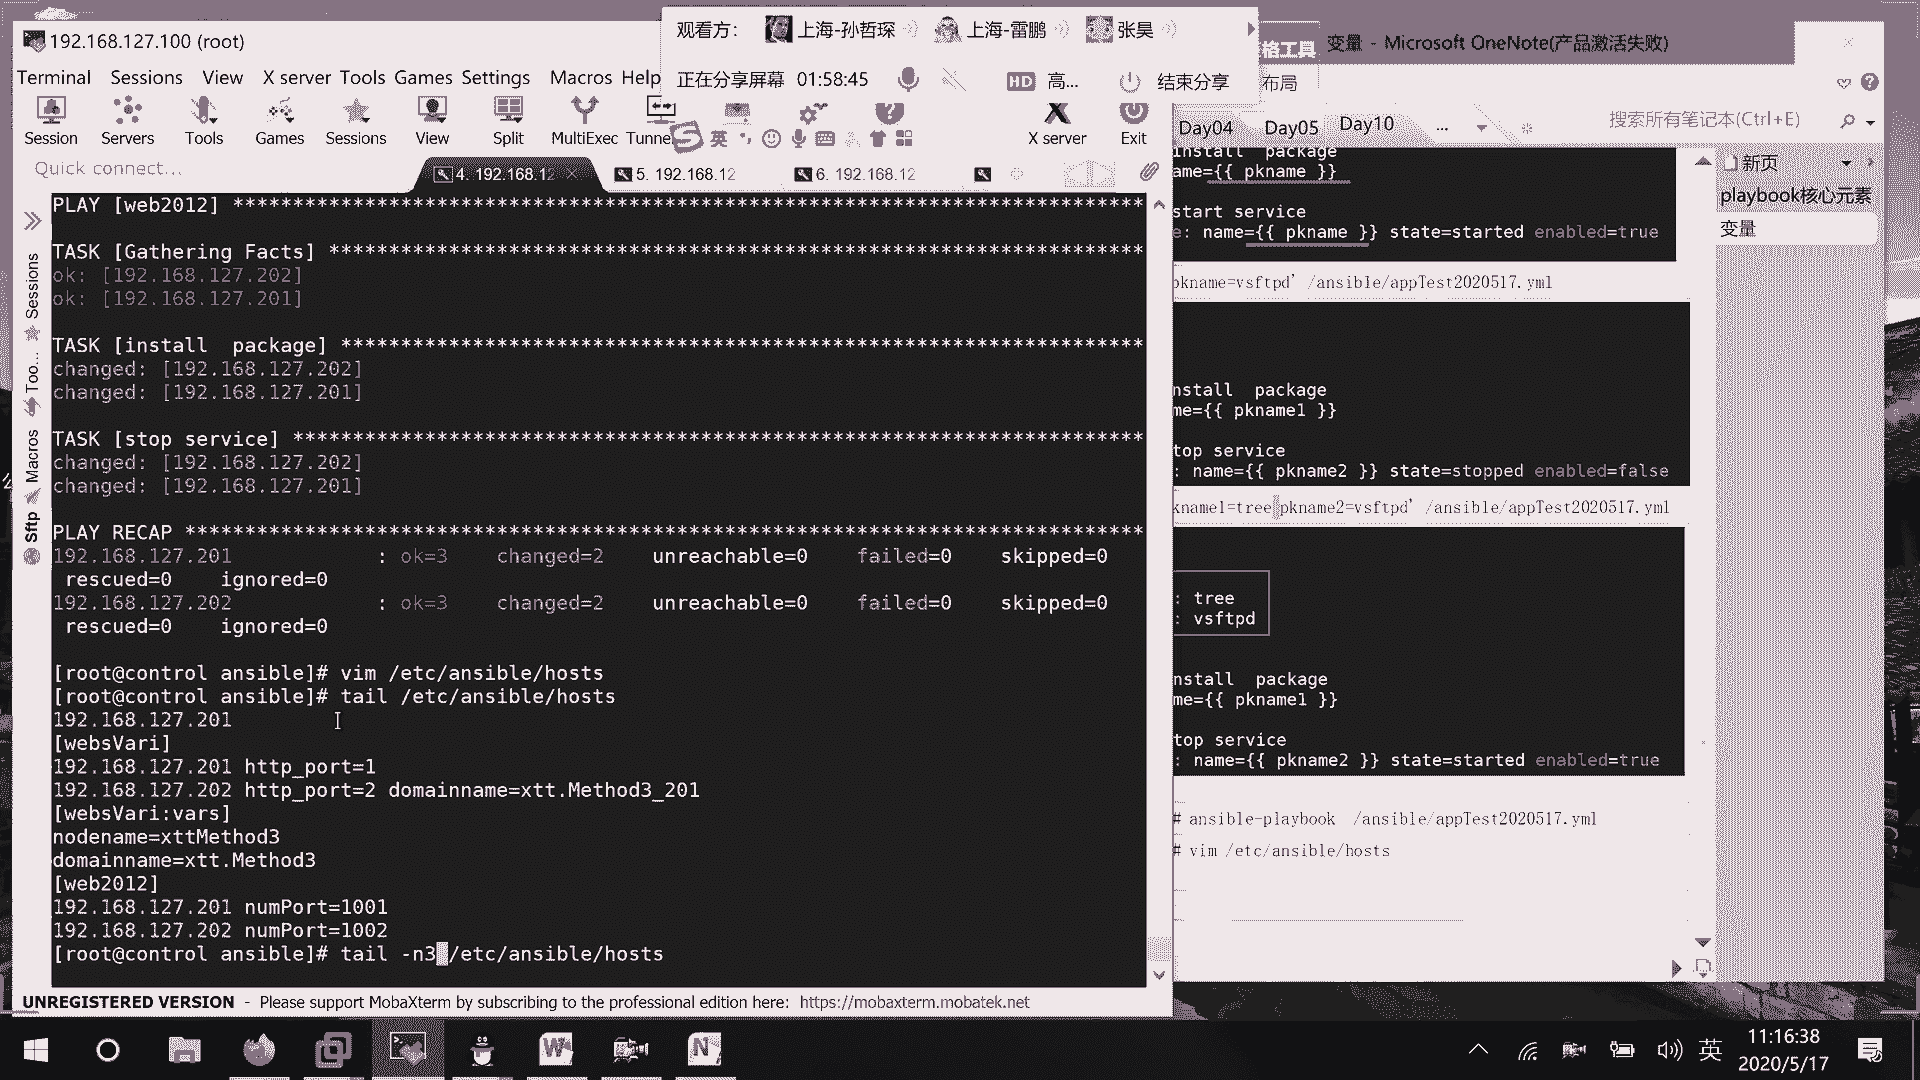 192.168.127.100 (root)
观看方: 上海-孙哲琛 上海-雷鹏 张昊
格工具 变量 - Microsoft OneNote(产品激活失败)
Terminal Sessions View X server Tools Games Settings Macros Help
正在分享屏幕 01:58:45 HD 高... 结束分享 布局
Session Servers Tools Games Sessions View Split MultiExec Tunne 英 X server Exit
Day04 Day05 Day10 ... 搜索所有笔记本(Ctrl+E)
Quick connect...
4. 192.168.12 5. 192.168.12 6. 192.168.12
Sessions
Too...
Macros
Sftp
PLAY [web2012] ****************************************************************************
TASK [Gathering Facts] ********************************************************************
ok: [192.168.127.202]
ok: [192.168.127.201]
TASK [install  package] *******************************************************************
changed: [192.168.127.202]
changed: [192.168.127.201]
TASK [stop service] ***********************************************************************
changed: [192.168.127.202]
changed: [192.168.127.201]
PLAY RECAP ********************************************************************************
192.168.127.201 : ok=3 changed=2 unreachable=0 failed=0 skipped=0
rescued=0 ignored=0
192.168.127.202 : ok=3 changed=2 unreachable=0 failed=0 skipped=0
rescued=0 ignored=0
[root@control ansible]# vim /etc/ansible/hosts
[root@control ansible]# tail /etc/ansible/hosts
192.168.127.201
[websVari]
192.168.127.201 http_port=1
192.168.127.202 http_port=2 domainname=xtt.Method3_201
[websVari:vars]
nodename=xttMethod3
domainname=xtt.Method3
[web2012]
192.168.127.201 numPort=1001
192.168.127.202 numPort=1002
[root@control ansible]# tail -n3 /etc/ansible/hosts
UNREGISTERED VERSION - Please support MobaXterm by subscribing to the professional edition here: https://mobaxterm.mobatek.net
install  package
ame={{ pkname }}
start service
e: name={{ pkname }} state=started enabled=true
pkname=vsftpd' /ansible/appTest2020517.yml
nstall  package
me={{ pkname1 }}
top service
: name={{ pkname2 }} state=stopped enabled=false
kname1=tree pkname2=vsftpd' /ansible/appTest2020517.yml
: tree
: vsftpd
nstall  package
me={{ pkname1 }}
top service
: name={{ pkname2 }} state=started enabled=true
# ansible-playbook  /ansible/appTest2020517.yml
# vim /etc/ansible/hosts
新页
playbook核心元素
变量
英 11:16:38
2020/5/17